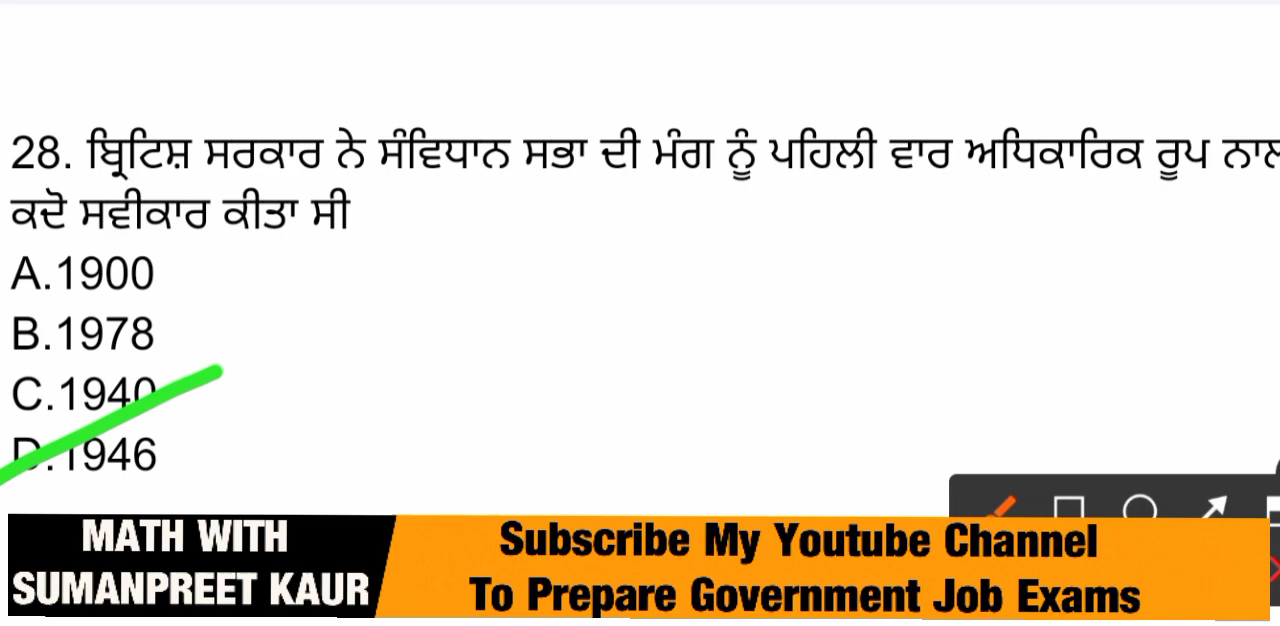 28. ਬ੍ਰਿਟਿਸ਼ ਸਰਕਾਰ ਨੇ ਸੰਵਿਧਾਨ ਸਭਾ ਦੀ ਮੰਗ ਨੂੰ ਪਹਿਲੀ ਵਾਰ ਅਧਿਕਾਰਿਕ ਰੂਪ ਨਾਲ
ਕਦੋ ਸਵੀਕਾਰ ਕੀਤਾ ਸੀ
A.1900
B.1978
C.1940
D.1946
MATH WITH
SUMANPREET KAUR
Subscribe My Youtube Channel
To Prepare Government Job Exams